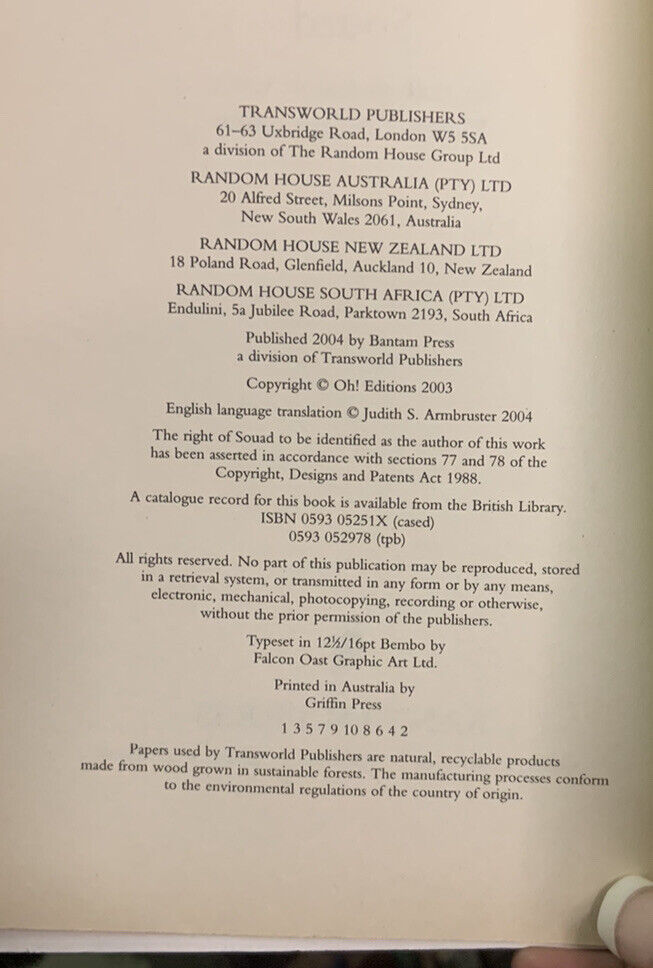 TRANSWORLD PUBLISHERS
61–63 Uxbridge Road, London W5 5SA
a division of The Random House Group Ltd
RANDOM HOUSE AUSTRALIA (PTY) LTD
20 Alfred Street, Milsons Point, Sydney,
New South Wales 2061, Australia
RANDOM HOUSE NEW ZEALAND LTD
18 Poland Road, Glenfield, Auckland 10, New Zealand
RANDOM HOUSE SOUTH AFRICA (PTY) LTD
Endulini, 5a Jubilee Road, Parktown 2193, South Africa
Published 2004 by Bantam Press
a division of Transworld Publishers
Copyright © Oh! Editions 2003
English language translation © Judith S. Armbruster 2004
The right of Souad to be identified as the author of this work
has been asserted in accordance with sections 77 and 78 of the
Copyright, Designs and Patents Act 1988.
A catalogue record for this book is available from the British Library.
ISBN 0593 05251X (cased)
0593 052978 (tpb)
All rights reserved. No part of this publication may be reproduced, stored
in a retrieval system, or transmitted in any form or by any means,
electronic, mechanical, photocopying, recording or otherwise,
without the prior permission of the publishers.
Typeset in 12½/16pt Bembo by
Falcon Oast Graphic Art Ltd.
Printed in Australia by
Griffin Press
1 3 5 7 9 10 8 6 4 2
Papers used by Transworld Publishers are natural, recyclable products
made from wood grown in sustainable forests. The manufacturing processes conform
to the environmental regulations of the country of origin.